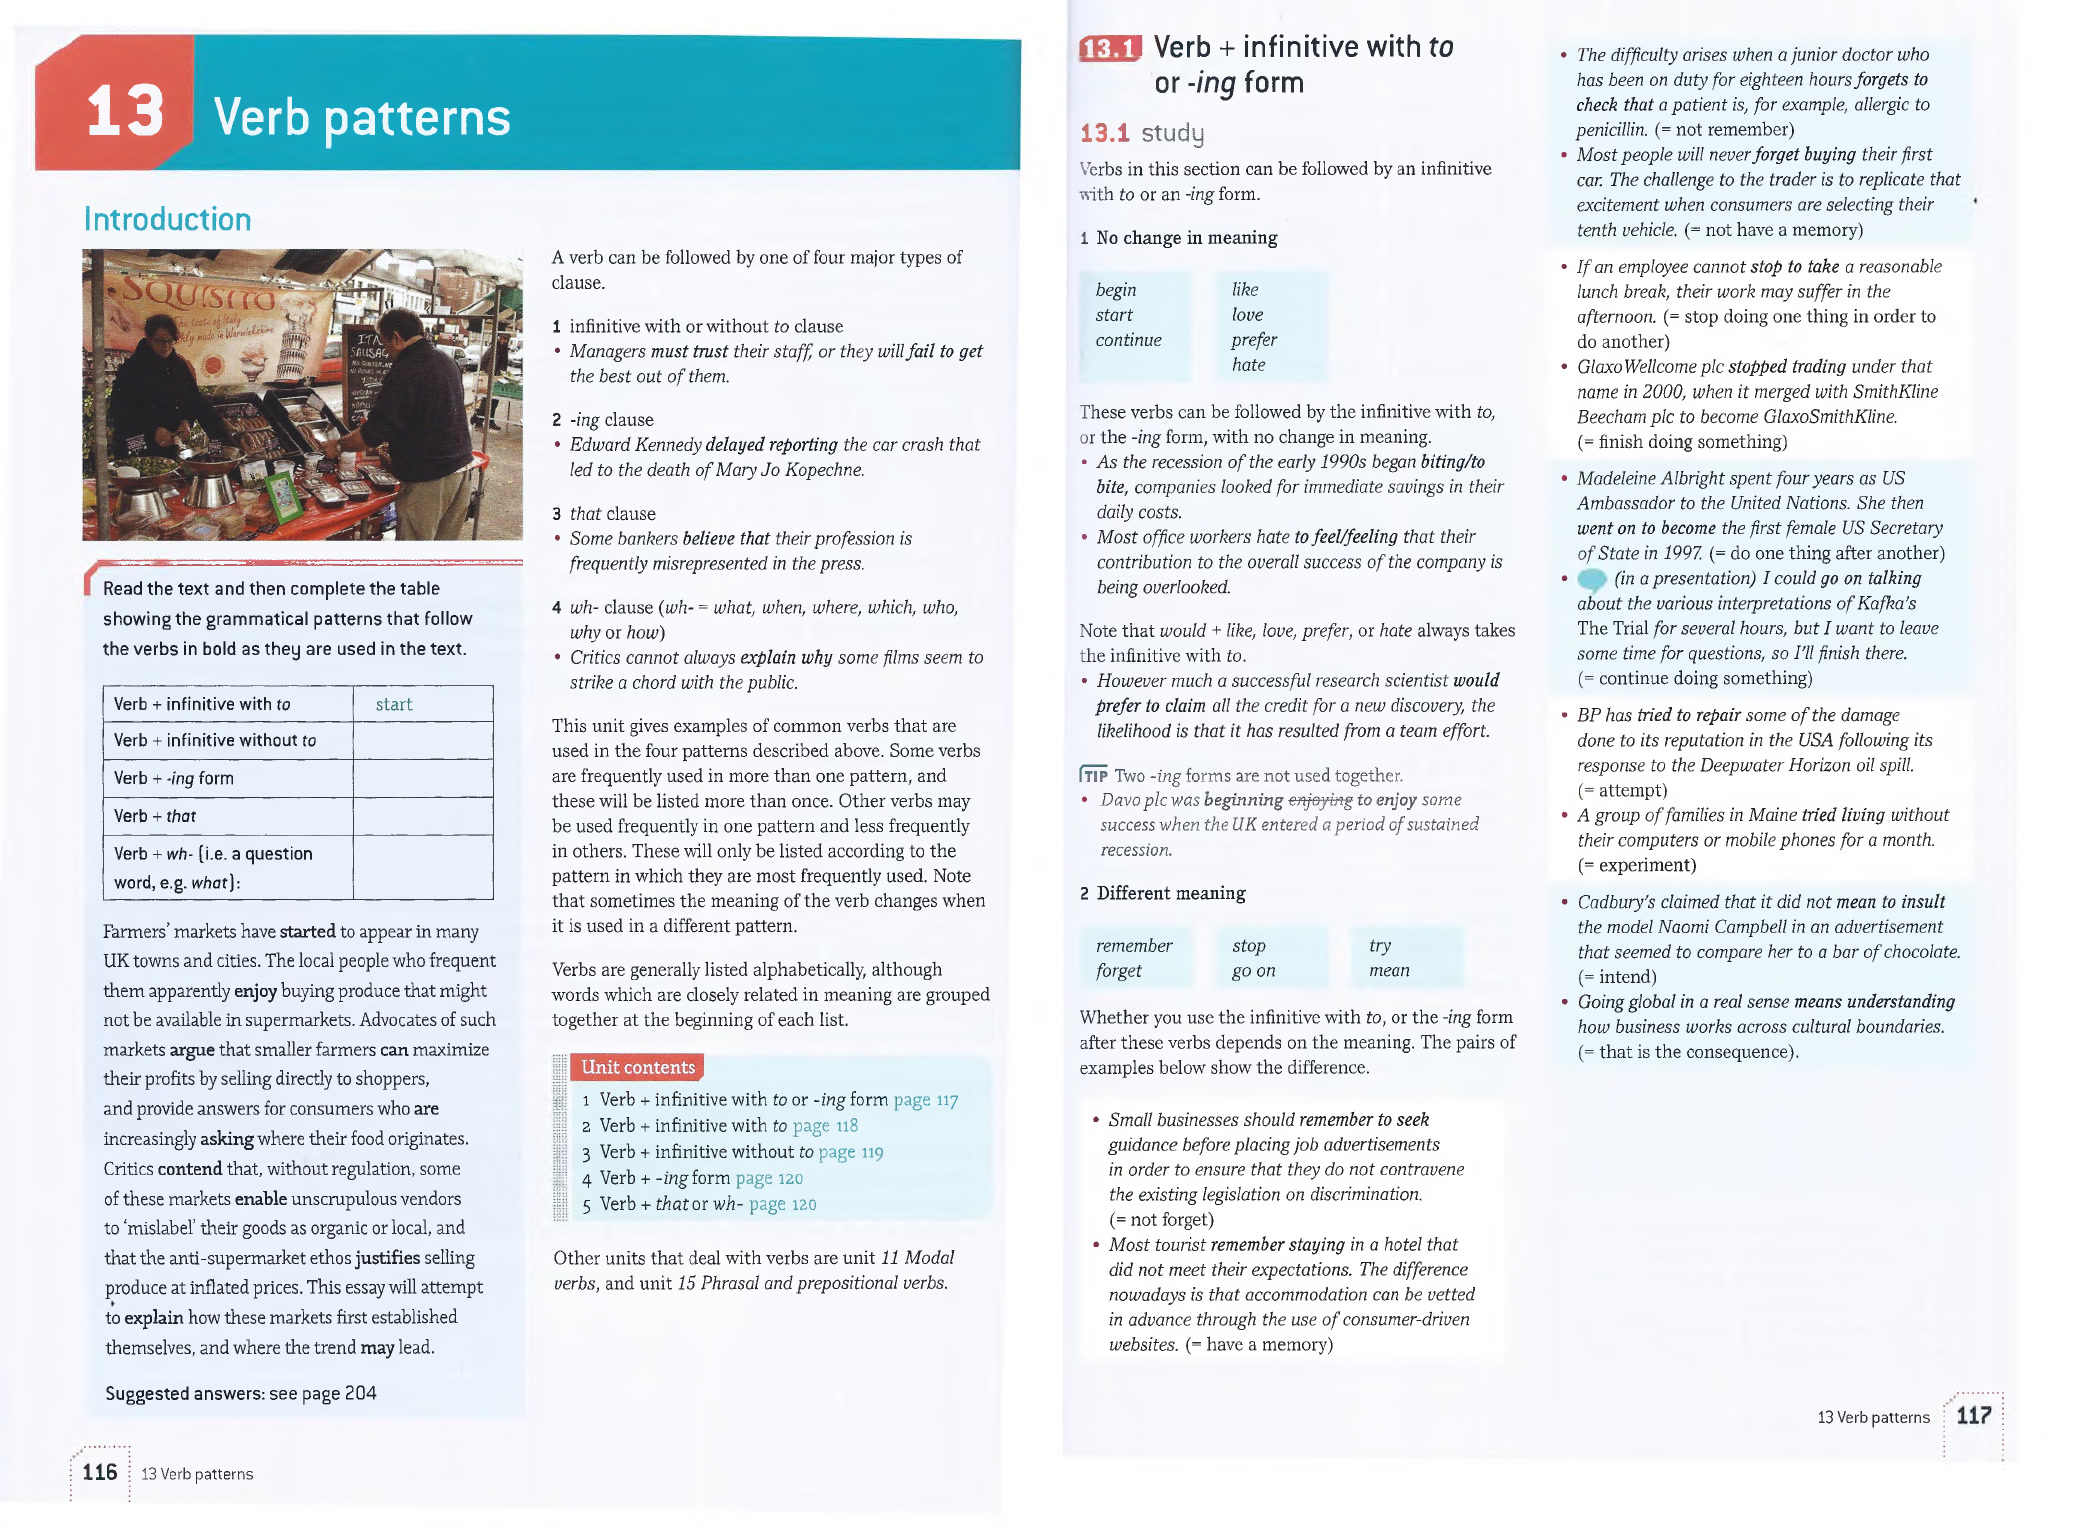 13 Verb patterns
Introduction
SQUISITO
Read the text and then complete the table
showing the grammatical patterns that follow
the verbs in bold as they are used in the text.
Verb + infinitive with to start
Verb + infinitive without to
Verb + -ing form
Verb + that
Verb + wh- (i.e. a question
word, e.g. what):
Farmers' markets have started to appear in many
UK towns and cities. The local people who frequent
them apparently enjoy buying produce that might
not be available in supermarkets. Advocates of such
markets argue that smaller farmers can maximize
their profits by selling directly to shoppers,
and provide answers for consumers who are
increasingly asking where their food originates.
Critics contend that, without regulation, some
of these markets enable unscrupulous vendors
to 'mislabel' their goods as organic or local, and
that the anti-supermarket ethos justifies selling
produce at inflated prices. This essay will attempt
to explain how these markets first established
themselves, and where the trend may lead.
Suggested answers: see page 204
A verb can be followed by one of four major types of
clause.
1 infinitive with or without to clause
• Managers must trust their staff, or they will fail to get
the best out of them.
2 -ing clause
• Edward Kennedy delayed reporting the car crash that
led to the death of Mary Jo Kopechne.
3 that clause
• Some bankers believe that their profession is
frequently misrepresented in the press.
4 wh- clause (wh- = what, when, where, which, who,
why or how)
• Critics cannot always explain why some films seem to
strike a chord with the public.
This unit gives examples of common verbs that are
used in the four patterns described above. Some verbs
are frequently used in more than one pattern, and
these will be listed more than once. Other verbs may
be used frequently in one pattern and less frequently
in others. These will only be listed according to the
pattern in which they are most frequently used. Note
that sometimes the meaning of the verb changes when
it is used in a different pattern.
Verbs are generally listed alphabetically, although
words which are closely related in meaning are grouped
together at the beginning of each list.
Unit contents
1 Verb + infinitive with to or -ing form page 117
2 Verb + infinitive with to page 118
3 Verb + infinitive without to page 119
4 Verb + -ing form page 120
5 Verb + that or wh- page 120
Other units that deal with verbs are unit 11 Modal
verbs, and unit 15 Phrasal and prepositional verbs.
116 13 Verb patterns
13.1 Verb + infinitive with to
or -ing form
13.1 study
Verbs in this section can be followed by an infinitive
with to or an -ing form.
1 No change in meaning
begin like
start love
continue prefer
hate
These verbs can be followed by the infinitive with to,
or the -ing form, with no change in meaning.
• As the recession of the early 1990s began biting/to
bite, companies looked for immediate savings in their
daily costs.
• Most office workers hate to feel/feeling that their
contribution to the overall success of the company is
being overlooked.
Note that would + like, love, prefer, or hate always takes
the infinitive with to.
• However much a successful research scientist would
prefer to claim all the credit for a new discovery, the
likelihood is that it has resulted from a team effort.
TIP Two -ing forms are not used together.
• Davo plc was beginning enjoying to enjoy some
success when the UK entered a period of sustained
recession.
2 Different meaning
remember stop try
forget go on mean
Whether you use the infinitive with to, or the -ing form
after these verbs depends on the meaning. The pairs of
examples below show the difference.
• Small businesses should remember to seek
guidance before placing job advertisements
in order to ensure that they do not contravene
the existing legislation on discrimination.
(= not forget)
• Most tourist remember staying in a hotel that
did not meet their expectations. The difference
nowadays is that accommodation can be vetted
in advance through the use of consumer-driven
websites. (= have a memory)
• The difficulty arises when a junior doctor who
has been on duty for eighteen hours forgets to
check that a patient is, for example, allergic to
penicillin. (= not remember)
• Most people will never forget buying their first
car. The challenge to the trader is to replicate that
excitement when consumers are selecting their
tenth vehicle. (= not have a memory)
• If an employee cannot stop to take a reasonable
lunch break, their work may suffer in the
afternoon. (= stop doing one thing in order to
do another)
• GlaxoWellcome plc stopped trading under that
name in 2000, when it merged with SmithKline
Beecham plc to become GlaxoSmithKline.
(= finish doing something)
• Madeleine Albright spent four years as US
Ambassador to the United Nations. She then
went on to become the first female US Secretary
of State in 1997. (= do one thing after another)
• (in a presentation) I could go on talking
about the various interpretations of Kafka's
The Trial for several hours, but I want to leave
some time for questions, so I'll finish there.
(= continue doing something)
• BP has tried to repair some of the damage
done to its reputation in the USA following its
response to the Deepwater Horizon oil spill.
(= attempt)
• A group of families in Maine tried living without
their computers or mobile phones for a month.
(= experiment)
• Cadbury's claimed that it did not mean to insult
the model Naomi Campbell in an advertisement
that seemed to compare her to a bar of chocolate.
(= intend)
• Going global in a real sense means understanding
how business works across cultural boundaries.
(= that is the consequence).
13 Verb patterns 117